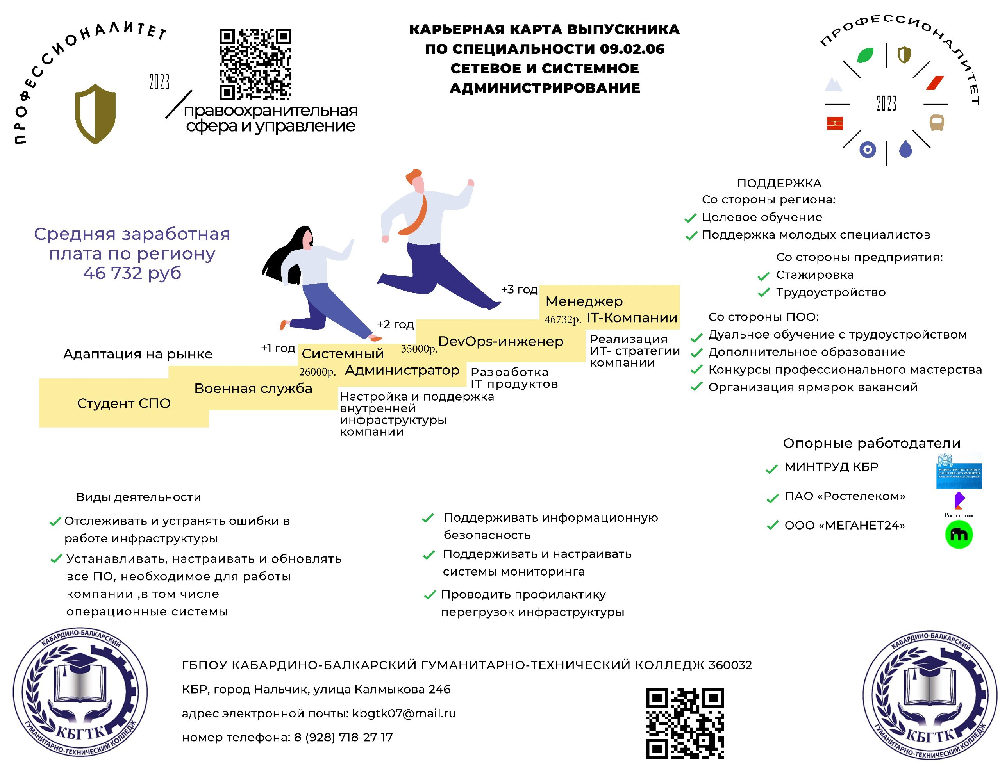 ПРОФЕССИОНАЛИТЕТ
2023
правоохранительная
сфера и управление
КАРЬЕРНАЯ КАРТА ВЫПУСКНИКА
ПО СПЕЦИАЛЬНОСТИ 09.02.06
СЕТЕВОЕ И СИСТЕМНОЕ
АДМИНИСТРИРОВАНИЕ
ПРОФЕССИОНАЛИТЕТ
2023
Средняя заработная
плата по региону
46 732 руб
Адаптация на рынке
Студент СПО
Военная служба
+1 год
Системный
26000р. Администратор
Настройка и поддержка
внутренней
инфраструктуры
компании
+2 год
35000р. DevOps-инженер
Разработка
IT продуктов
+3 год
Менеджер
46732р. IT-Компании
Реализация
ИТ- стратегии
компании
ПОДДЕРЖКА
Со стороны региона:
Целевое обучение
Поддержка молодых специалистов
Со стороны предприятия:
Стажировка
Трудоустройство
Со стороны ПОО:
Дуальное обучение с трудоустройством
Дополнительное образование
Конкурсы профессионального мастерства
Организация ярмарок вакансий
Опорные работодатели
МИНТРУД КБР
МИНИСТЕРСТВО ТРУДА И
СОЦИАЛЬНОГО РАЗВИТИЯ
Кабардино-Балкарской Республики
ПАО «Ростелеком»
ООО «МЕГАНЕТ24»
Виды деятельности
Отслеживать и устранять ошибки в
работе инфраструктуры
Устанавливать, настраивать и обновлять
все ПО, необходимое для работы
компании ,в том числе
операционные системы
Поддерживать информационную
безопасность
Поддерживать и настраивать
системы мониторинга
Проводить профилактику
перегрузок инфраструктуры
КАБАРДИНО-БАЛКАРСКИЙ
КБГТК
ГУМАНИТАРНО-ТЕХНИЧЕСКИЙ КОЛЛЕДЖ
ГБПОУ КАБАРДИНО-БАЛКАРСКИЙ ГУМАНИТАРНО-ТЕХНИЧЕСКИЙ КОЛЛЕДЖ 360032
КБР, город Нальчик, улица Калмыкова 246
адрес электронной почты: kbgtk07@mail.ru
номер телефона: 8 (928) 718-27-17
КАБАРДИНО-БАЛКАРСКИЙ
КБГТК
ГУМАНИТАРНО-ТЕХНИЧЕСКИЙ КОЛЛЕДЖ